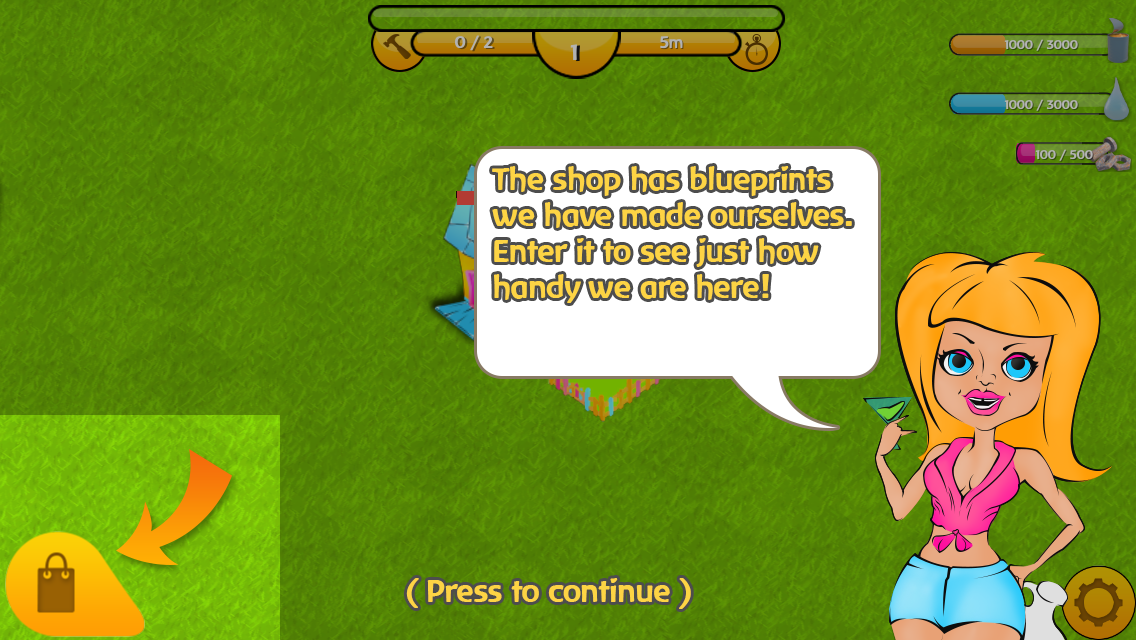 0 / 2
1
5m
1000 / 3000
1000 / 3000
100 / 500
The shop has blueprints
we have made ourselves.
Enter it to see just how
handy we are here!
( Press to continue )